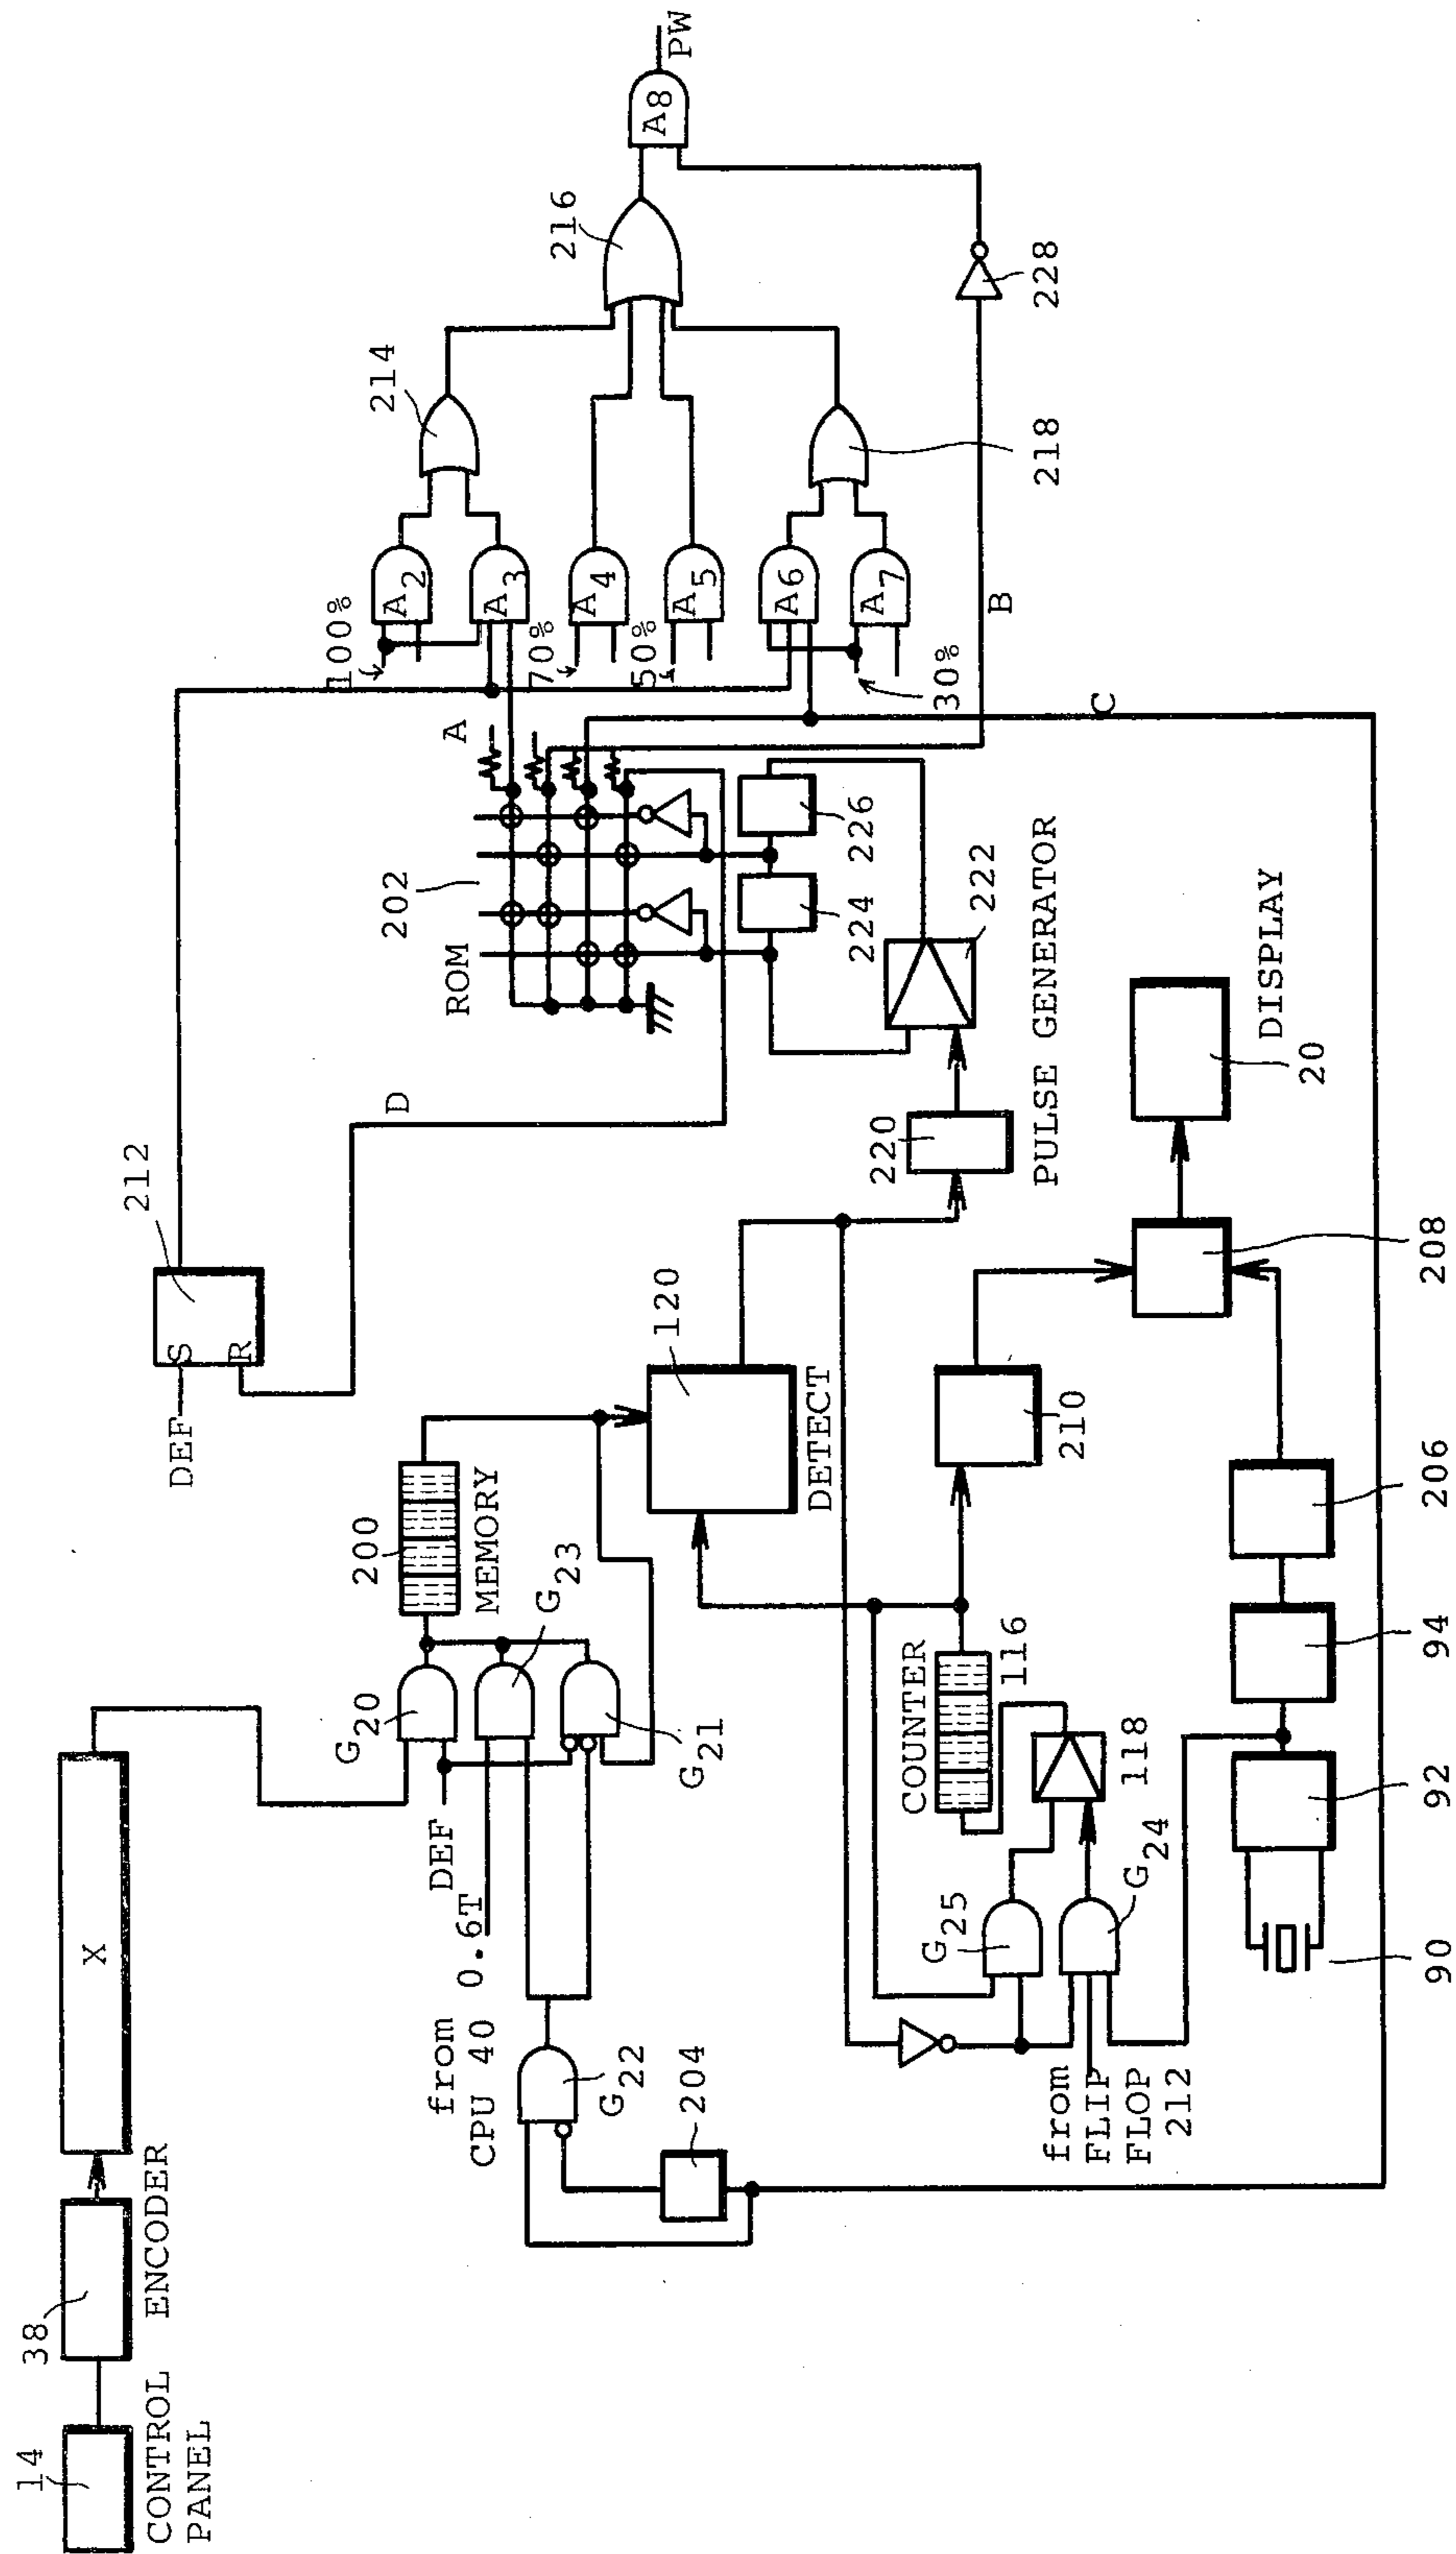 14
CONTROL
PANEL
38
ENCODER
X
DEF
S
R
212
D
G20
DEF
from
CPU 40
0.6T
G23
G21
200
MEMORY
G22
204
120
DETECT
COUNTER
116
118
G25
G24
from
FLIP
FLOP
212
90
92
94
206
208
210
20
DISPLAY
220
PULSE GENERATOR
222
224
226
ROM
202
A
B
C
100%
70%
50%
30%
A2
A3
A4
A5
A6
A7
214
216
218
228
A8
PW